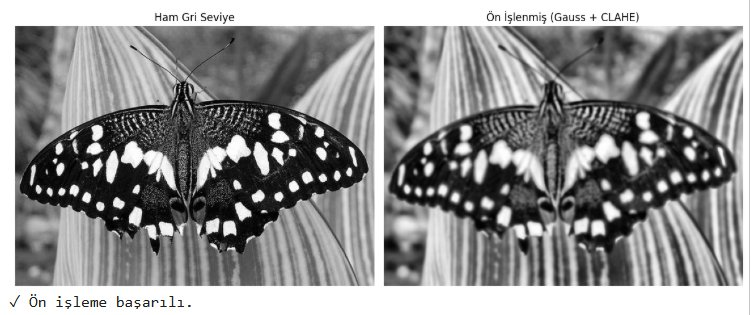 Ham Gri Seviye
Ön İşlenmiş (Gauss + CLAHE)
✓ Ön işleme başarılı.